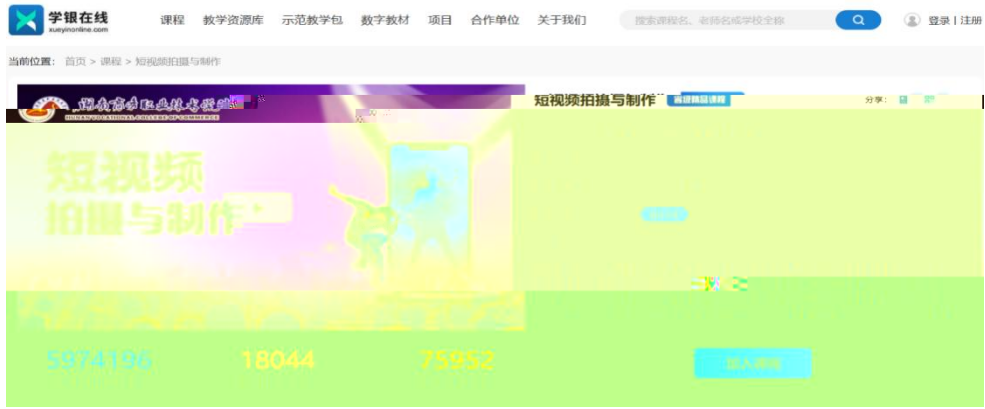 学银在线
xueyinonline.com
课程 教学资源库 示范教学包 数字教材 项目 合作单位 关于我们
搜索课程名、老师名或学校全称
登录 | 注册
当前位置： 首页 > 课程 > 短视频拍摄与制作
HUNAN VOCATIONAL COLLEGE OF COMMERCE
短视频拍摄与制作
省级精品课程
分享：
短视频
拍摄与制作
5974196 18044 75952